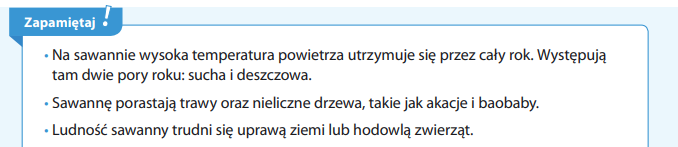 Zapamiętaj !
• Na sawannie wysoka temperatura powietrza utrzymuje się przez cały rok. Występują
tam dwie pory roku: sucha i deszczowa.
• Sawannę porastają trawy oraz nieliczne drzewa, takie jak akacje i baobaby.
• Ludność sawanny trudni się uprawą ziemi lub hodowlą zwierząt.